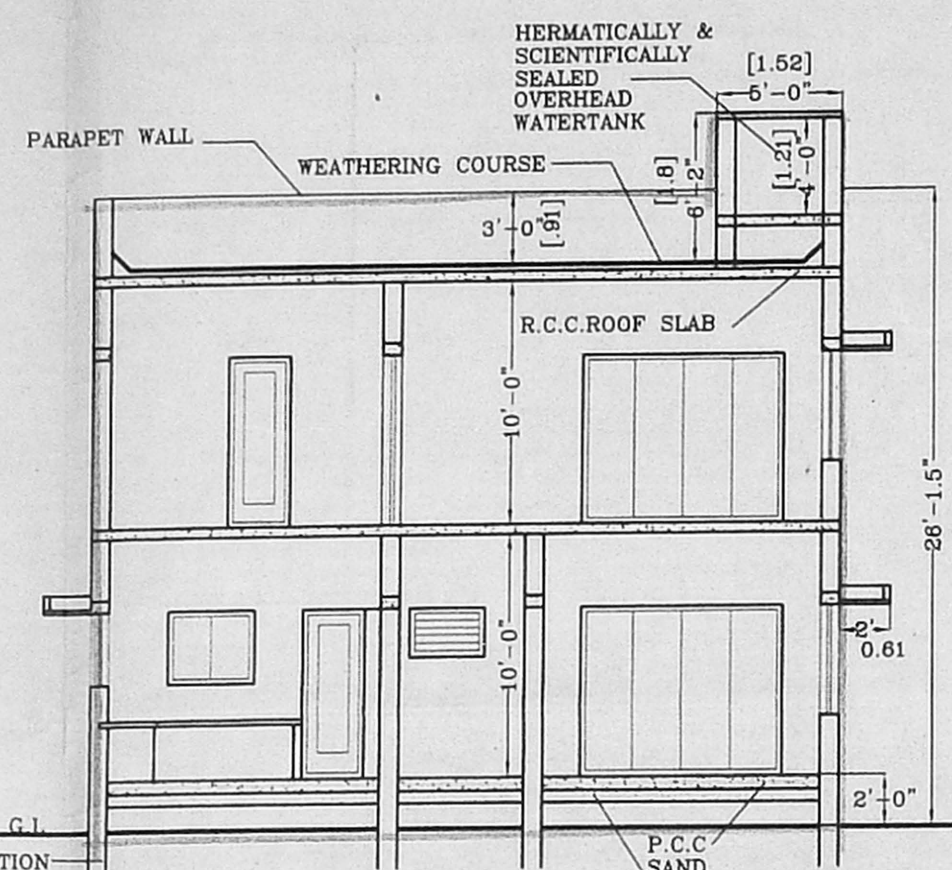 HERMATICALLY &
SCIENTIFICALLY
SEALED
OVERHEAD
WATERTANK
[1.52]
5'-0"
PARAPET WALL
WEATHERING COURSE
[1.8]
6'-2"
[1.21]
4'-0"
3'-0"
[.91]
R.C.C.ROOF SLAB
10'-0"
26'-1.5"
10'-0"
2'
0.61
2'-0"
G.L
P.C.C
SAND
TION